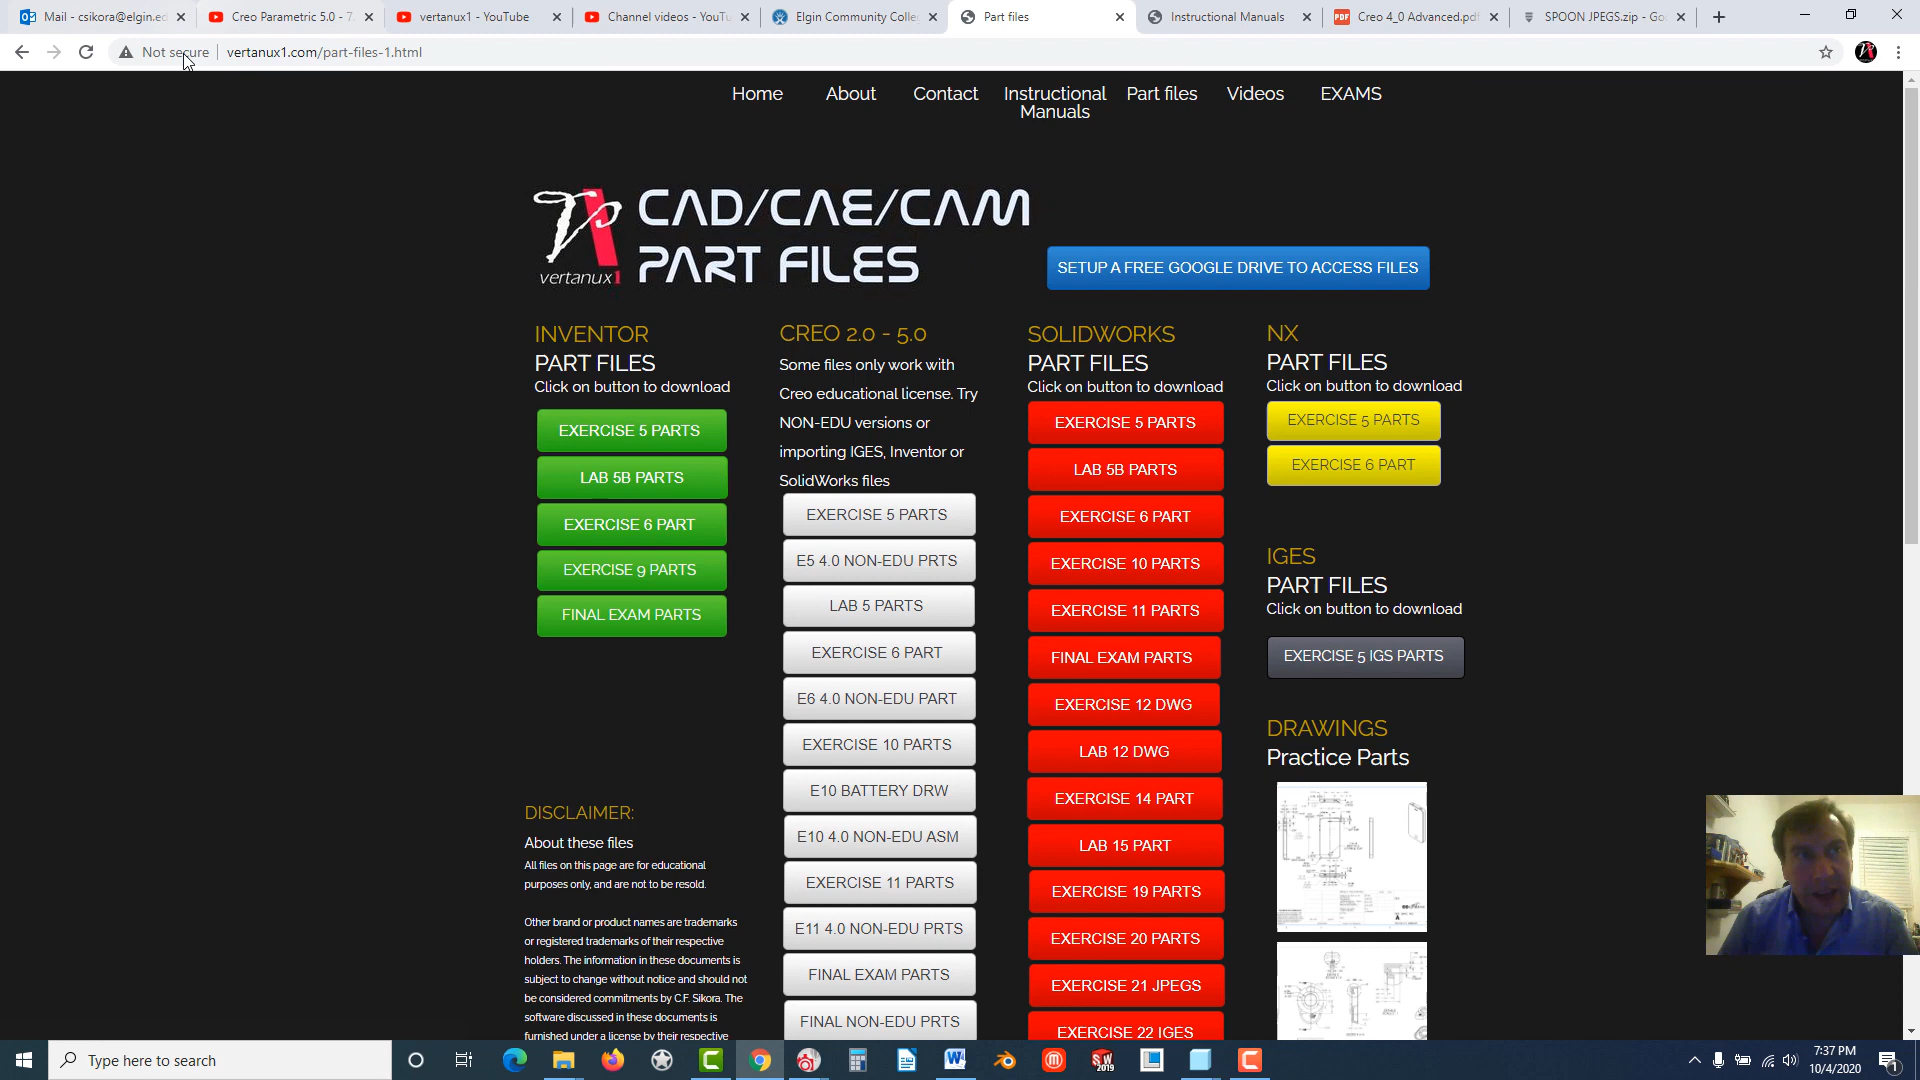 Mail - csikora@elgin.ed
Creo Parametric 5.0 - 7.
vertanux1 - YouTube
Channel videos - YouTu
Elgin Community Colle
Part files
Instructional Manuals
Creo 4_0 Advanced.pdf
SPOON JPEGS.zip - Goo
Not secure
vertanux1.com/part-files-1.html
Home
About
Contact
Instructional
Manuals
Part files
Videos
EXAMS
vertanux1
CAD/CAE/CAM
PART FILES
SETUP A FREE GOOGLE DRIVE TO ACCESS FILES
INVENTOR
PART FILES
Click on button to download
EXERCISE 5 PARTS
LAB 5B PARTS
EXERCISE 6 PART
EXERCISE 9 PARTS
FINAL EXAM PARTS
DISCLAIMER:
About these files
All files on this page are for educational
purposes only, and are not to be resold.
Other brand or product names are trademarks
or registered trademarks of their respective
holders. The information in these documents is
subject to change without notice and should not
be considered commitments by C.F. Sikora. The
software discussed in these documents is
furnished under a license by their respective
CREO 2.0 - 5.0
Some files only work with
Creo educational license. Try
NON-EDU versions or
importing IGES, Inventor or
SolidWorks files
EXERCISE 5 PARTS
E5 4.0 NON-EDU PRTS
LAB 5 PARTS
EXERCISE 6 PART
E6 4.0 NON-EDU PART
EXERCISE 10 PARTS
E10 BATTERY DRW
E10 4.0 NON-EDU ASM
EXERCISE 11 PARTS
E11 4.0 NON-EDU PRTS
FINAL EXAM PARTS
FINAL NON-EDU PRTS
SOLIDWORKS
PART FILES
Click on button to download
EXERCISE 5 PARTS
LAB 5B PARTS
EXERCISE 6 PART
EXERCISE 10 PARTS
EXERCISE 11 PARTS
FINAL EXAM PARTS
EXERCISE 12 DWG
LAB 12 DWG
EXERCISE 14 PART
LAB 15 PART
EXERCISE 19 PARTS
EXERCISE 20 PARTS
EXERCISE 21 JPEGS
EXERCISE 22 IGES
NX
PART FILES
Click on button to download
EXERCISE 5 PARTS
EXERCISE 6 PART
IGES
PART FILES
Click on button to download
EXERCISE 5 IGS PARTS
DRAWINGS
Practice Parts
Type here to search
7:37 PM
10/4/2020